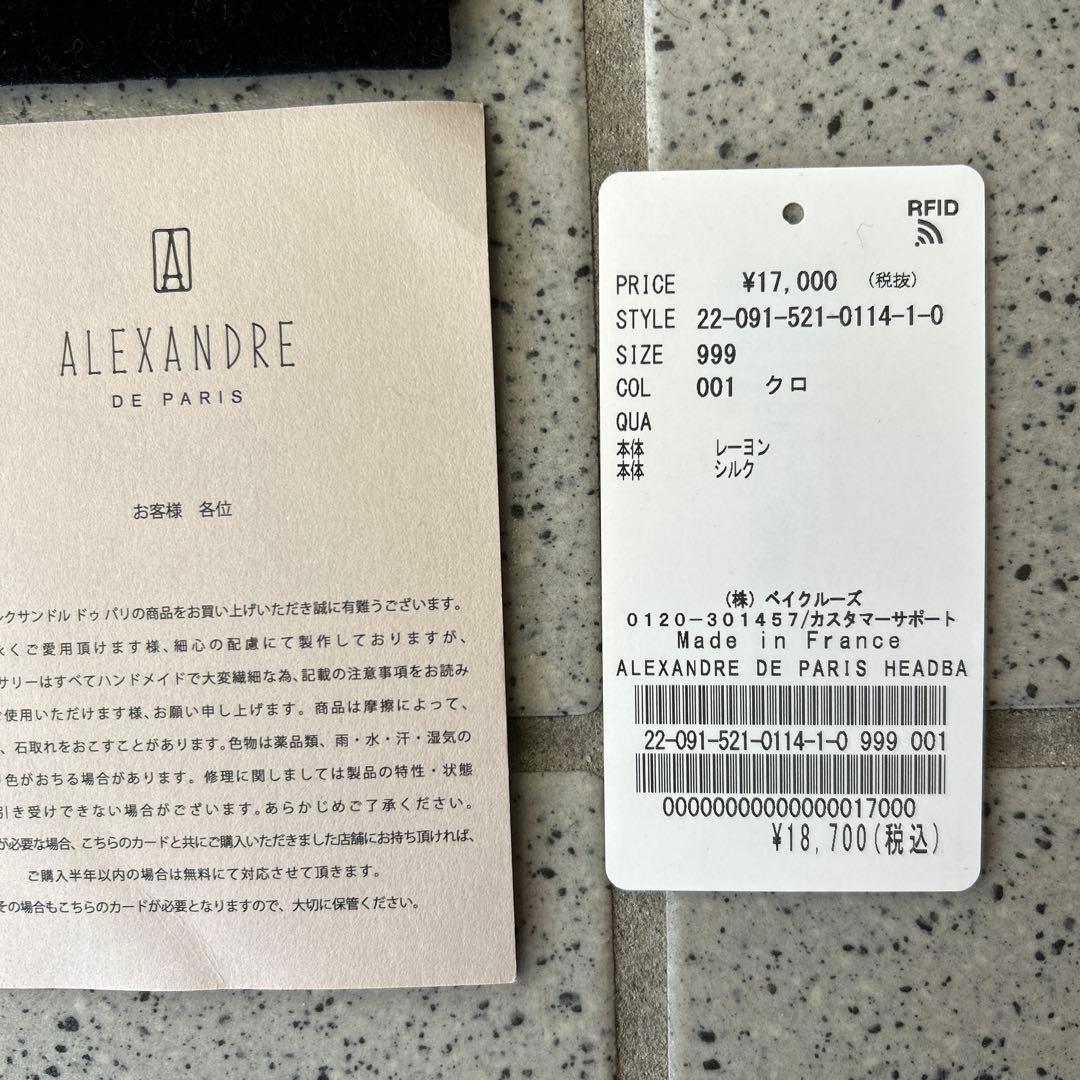 A
ALEXANDRE
DE PARIS
お客様 各位
クサンドル ドゥ パリの商品をお買い上げいただき誠に有難うございます。
くご愛用頂けます様、細心の配慮にて製作しておりますが、
サリーはすべてハンドメイドで大変繊細な為、記載の注意事項をお読み
使用いただけます様、お願い申し上げます。商品は摩擦によって、
、石取れをおこすことがあります。色物は薬品類、雨・水・汗・湿気の
色がおちる場合があります。修理に関しましては製品の特性・状態
引き受けできない場合がございます。あらかじめご了承ください。
が必要な場合、こちらのカードと共にご購入いただきました店舗にお持ち頂ければ、
ご購入半年以内の場合は無料にて対応させて頂きます。
その場合もこちらのカードが必要となりますので、大切に保管ください。
RFID
PRICE ¥17,000 (税抜)
STYLE 22-091-521-0114-1-0
SIZE 999
COL 001 クロ
QUA
本体 レーヨン
本体 シルク
(株) ベイクルーズ
0120-301457/カスタマーサポート
Made in France
ALEXANDRE DE PARIS HEADBA
22-091-521-0114-1-0 999 001
00000000000000017000
¥18,700(税込)